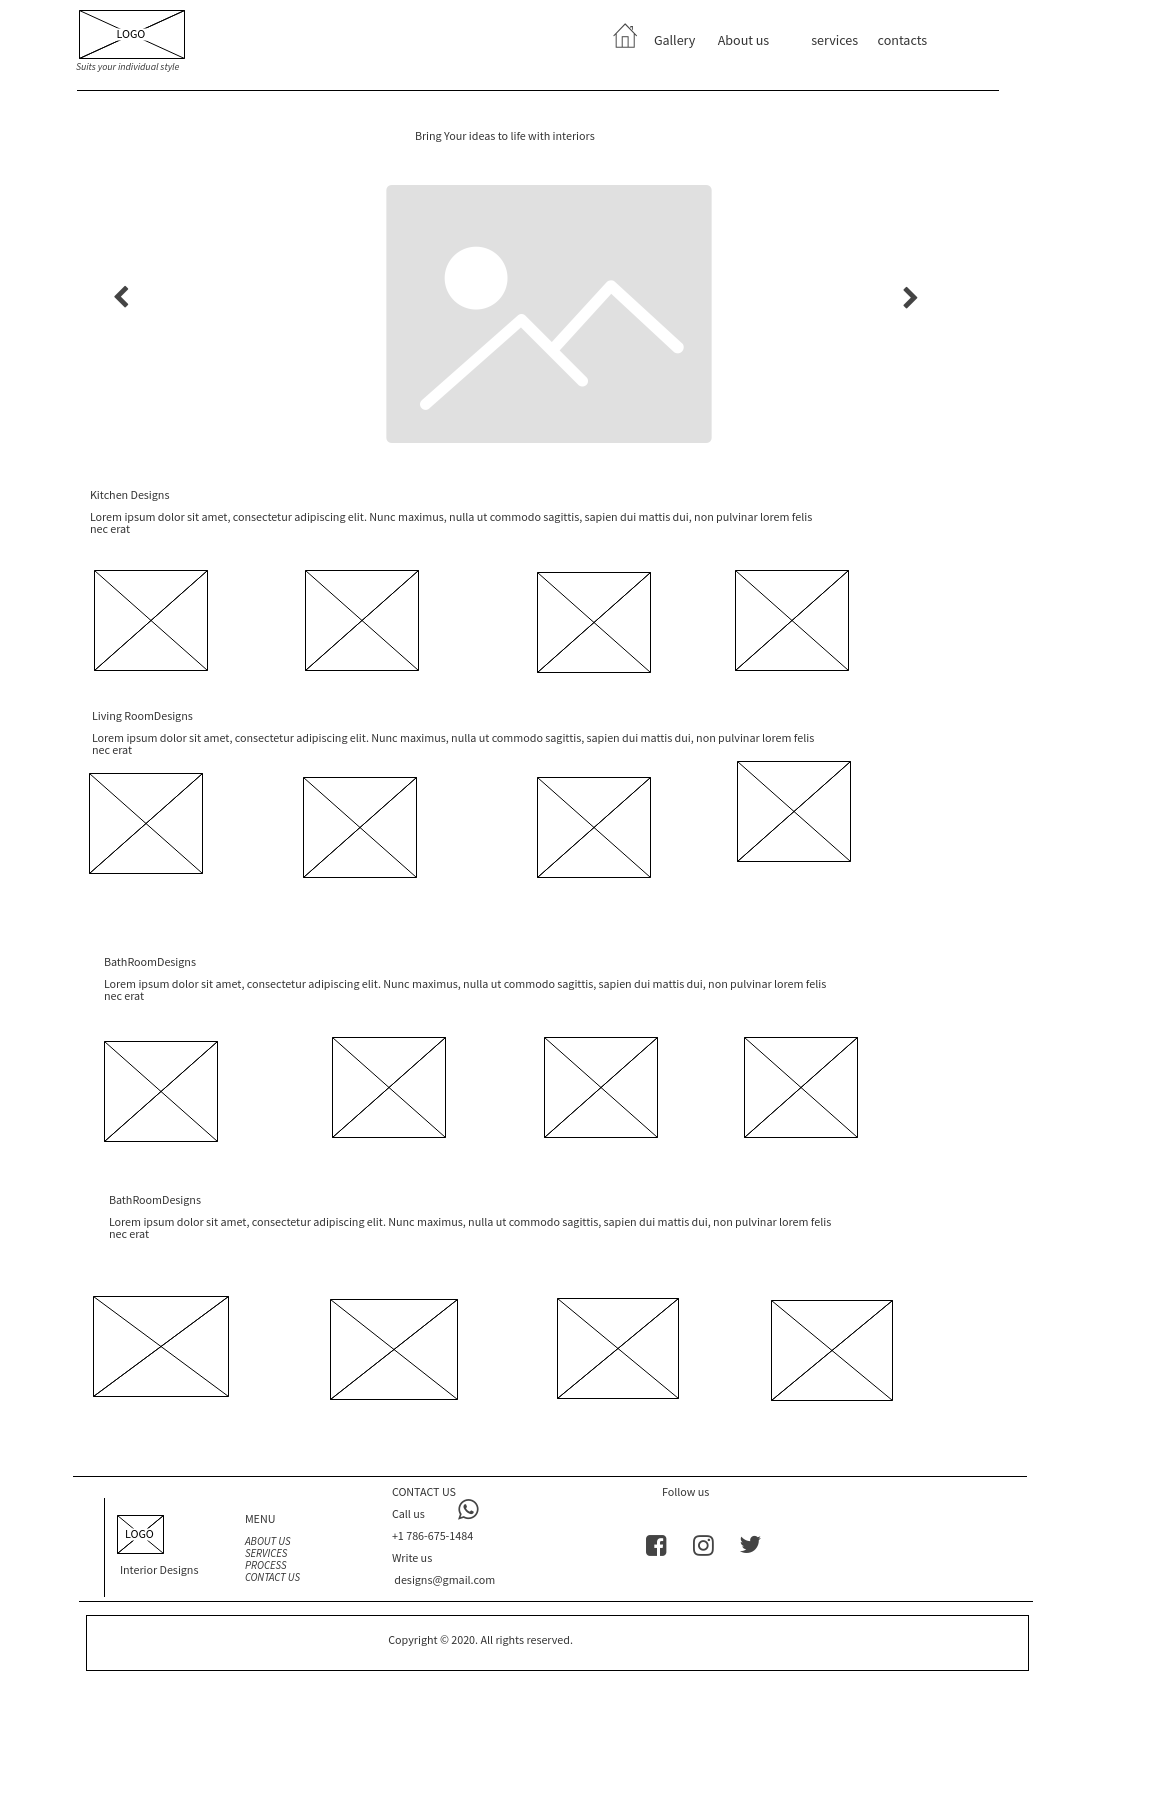 LOGO
Suits your individual style
Gallery About us services contacts
Bring Your ideas to life with interiors
Kitchen Designs
Lorem ipsum dolor sit amet, consectetur adipiscing elit. Nunc maximus, nulla ut commodo sagittis, sapien dui mattis dui, non pulvinar lorem felis
nec erat
Living RoomDesigns
Lorem ipsum dolor sit amet, consectetur adipiscing elit. Nunc maximus, nulla ut commodo sagittis, sapien dui mattis dui, non pulvinar lorem felis
nec erat
BathRoomDesigns
Lorem ipsum dolor sit amet, consectetur adipiscing elit. Nunc maximus, nulla ut commodo sagittis, sapien dui mattis dui, non pulvinar lorem felis
nec erat
BathRoomDesigns
Lorem ipsum dolor sit amet, consectetur adipiscing elit. Nunc maximus, nulla ut commodo sagittis, sapien dui mattis dui, non pulvinar lorem felis
nec erat
LOGO
Interior Designs
MENU
ABOUT US
SERVICES
PROCESS
CONTACT US
CONTACT US
Call us
+1 786-675-1484
Write us
designs@gmail.com
Follow us
Copyright © 2020. All rights reserved.